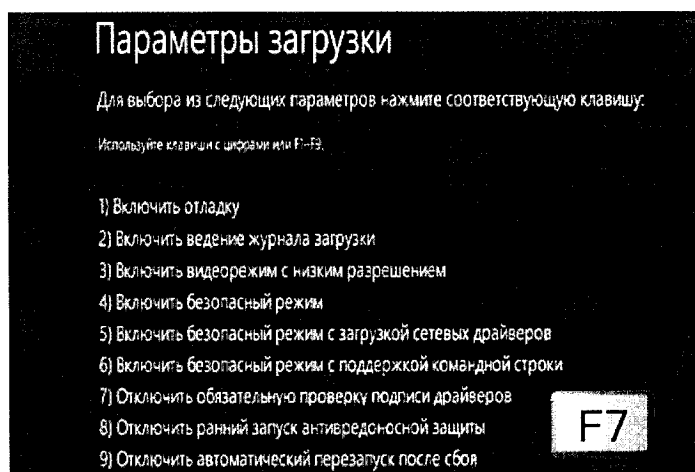 Параметры загрузки
Для выбора из следующих параметров нажмите соответствующую клавишу:
Используйте клавиши с цифрами или F1-F9.
1) Включить отладку
2) Включить ведение журнала загрузки
3) Включить видеорежим с низким разрешением
4) Включить безопасный режим
5) Включить безопасный режим с загрузкой сетевых драйверов
6) Включить безопасный режим с поддержкой командной строки
7) Отключить обязательную проверку подписи драйверов
8) Отключить ранний запуск антивредоносной защиты
F7
9) Отключить автоматический перезапуск после сбоя